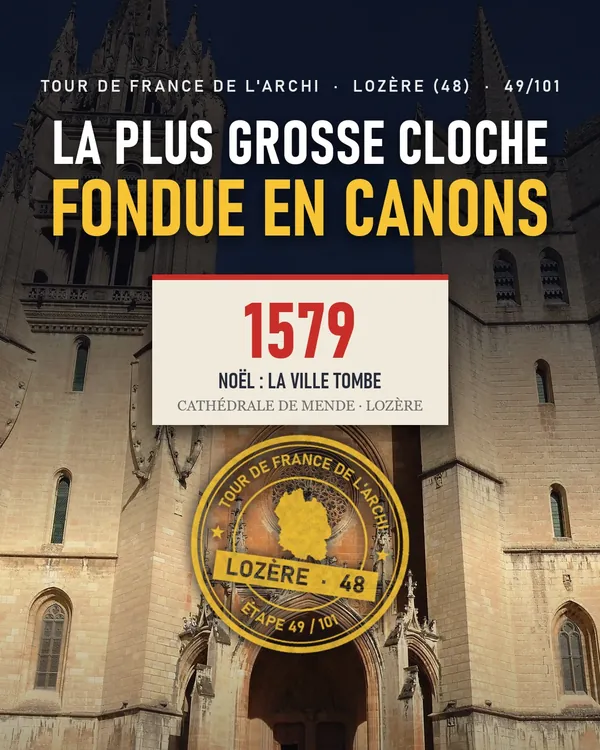 TOUR DE FRANCE DE L'ARCHI · LOZÈRE (48) · 49/101
LA PLUS GROSSE CLOCHE
FONDUE EN CANONS
1579
NOËL : LA VILLE TOMBE
CATHÉDRALE DE MENDE · LOZÈRE
TOUR DE FRANCE DE L'ARCHI
LOZÈRE · 48
ÉTAPE 49 / 101